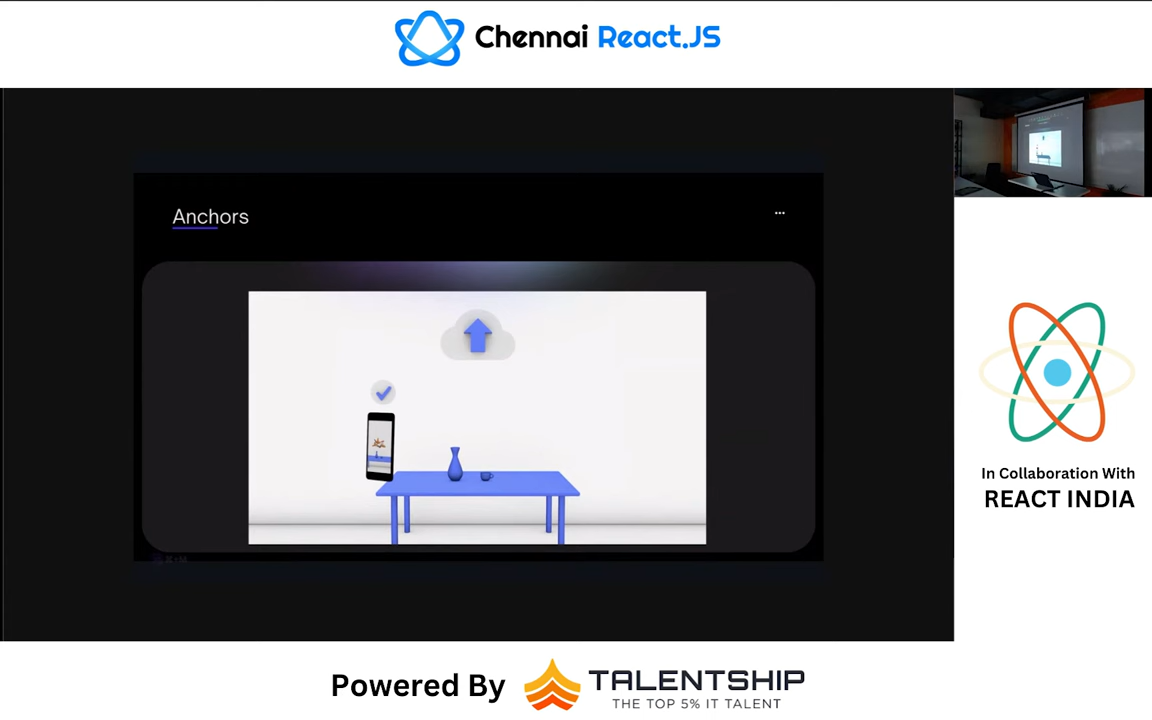 Chennai React.JS
Anchors
In Collaboration With
REACT INDIA
Powered By
TALENTSHIP
THE TOP 5% IT TALENT